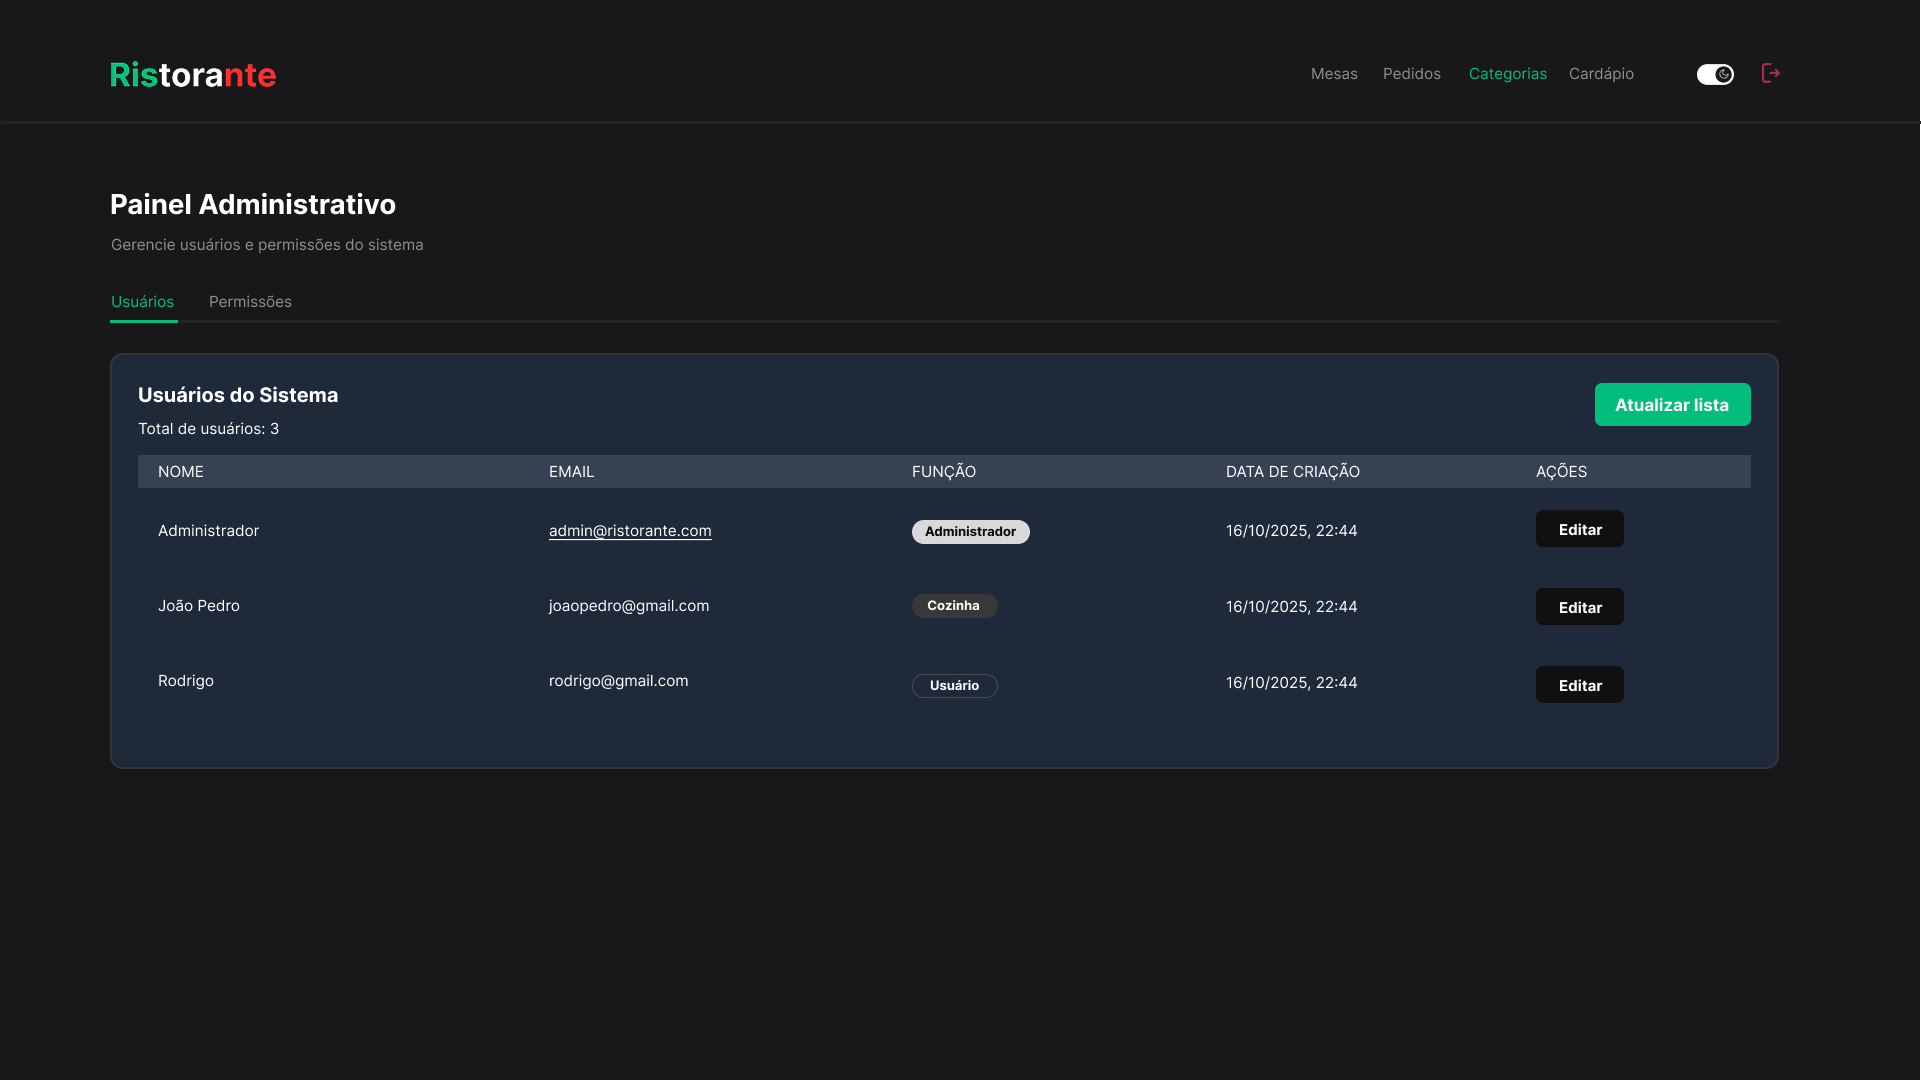 Ristorante
Mesas Pedidos Categorias Cardápio
Painel Administrativo
Gerencie usuários e permissões do sistema
Usuários Permissões
Usuários do Sistema
Atualizar lista
Total de usuários: 3
NOME EMAIL FUNÇÃO DATA DE CRIAÇÃO AÇÕES
Administrador admin@ristorante.com Administrador 16/10/2025, 22:44 Editar
João Pedro joaopedro@gmail.com Cozinha 16/10/2025, 22:44 Editar
Rodrigo rodrigo@gmail.com Usuário 16/10/2025, 22:44 Editar